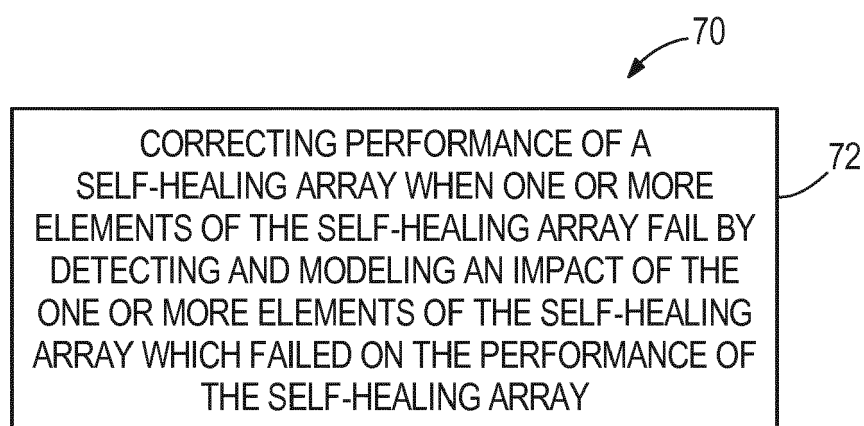 70
CORRECTING PERFORMANCE OF A
SELF-HEALING ARRAY WHEN ONE OR MORE
ELEMENTS OF THE SELF-HEALING ARRAY FAIL BY
DETECTING AND MODELING AN IMPACT OF THE
ONE OR MORE ELEMENTS OF THE SELF-HEALING
ARRAY WHICH FAILED ON THE PERFORMANCE OF
THE SELF-HEALING ARRAY
72